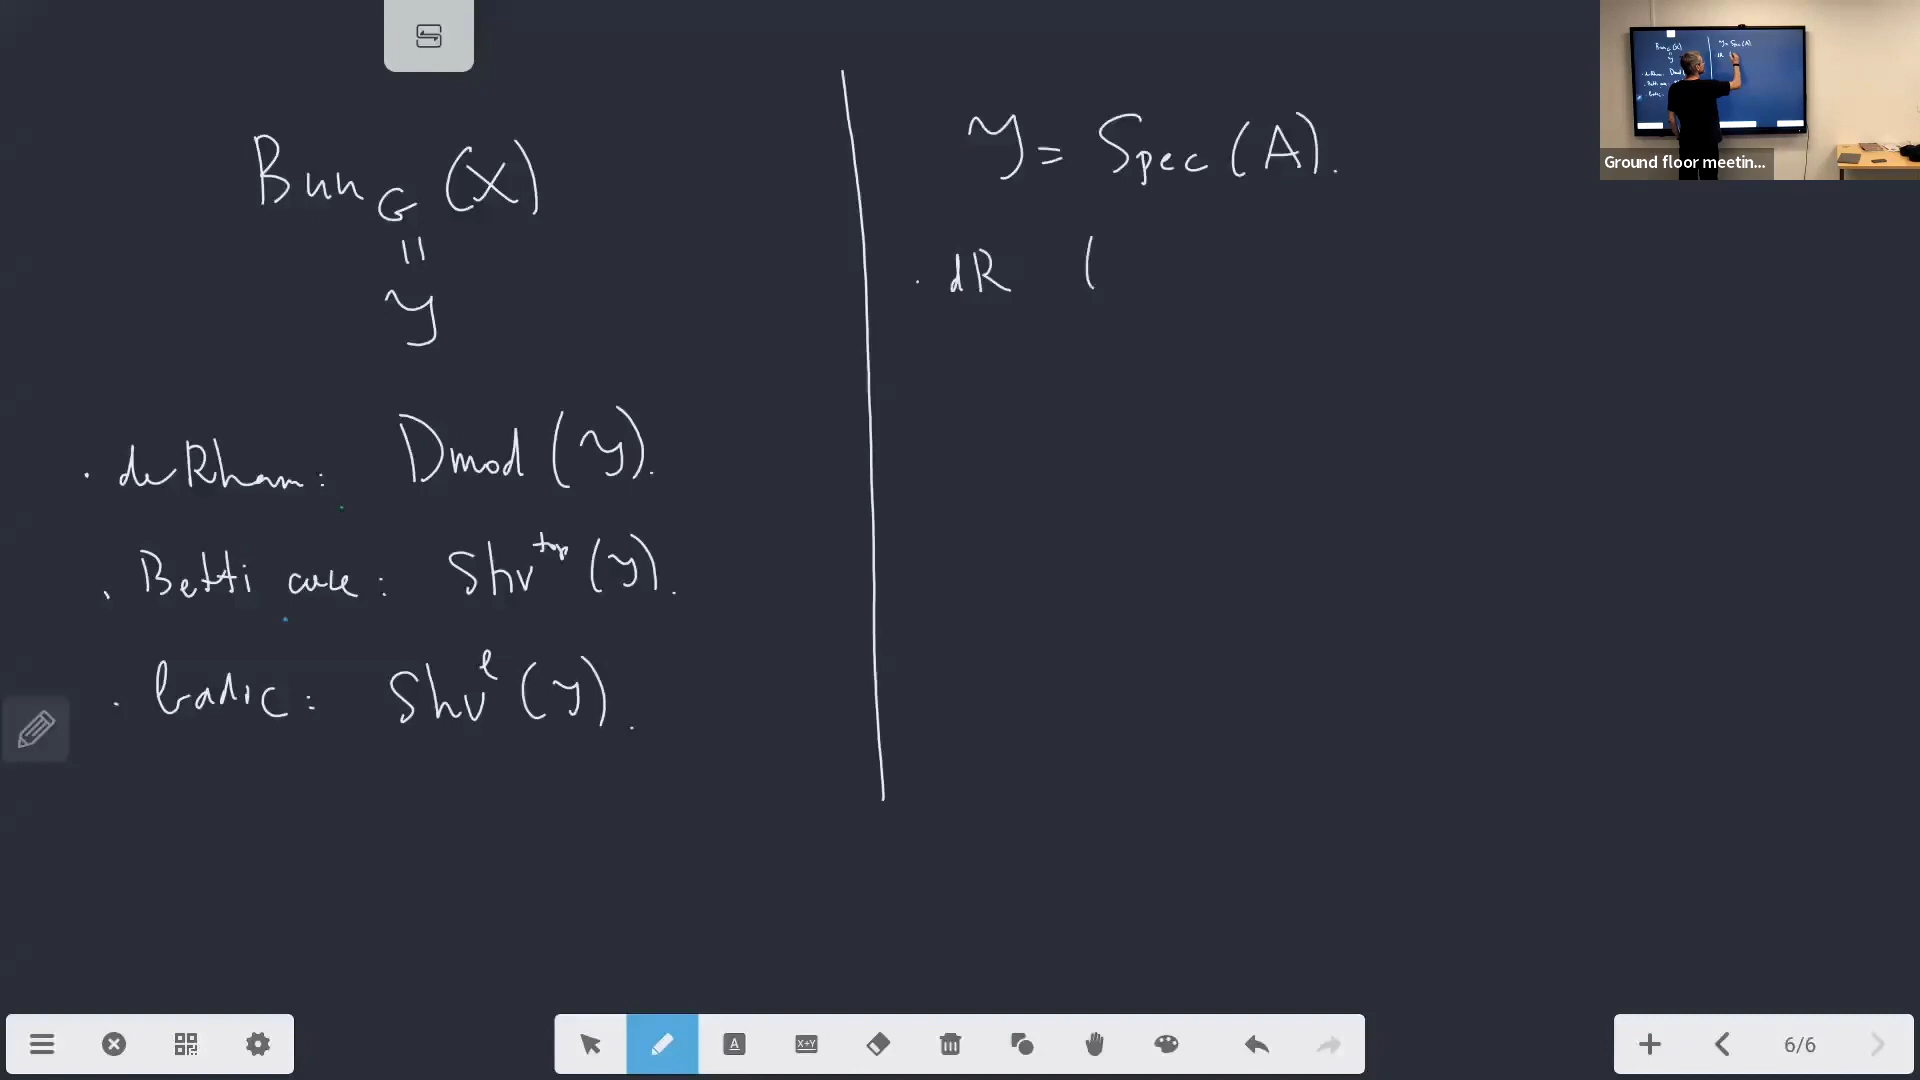 Bun_G (X)
=
Y
· de Rham: Dmod (Y).
· Betti case: Shv^top (Y).
· l-adic: Shv^l (Y).
Y = Spec (A).
· dR (
Ground floor meetin...
A
X+Y
6/6